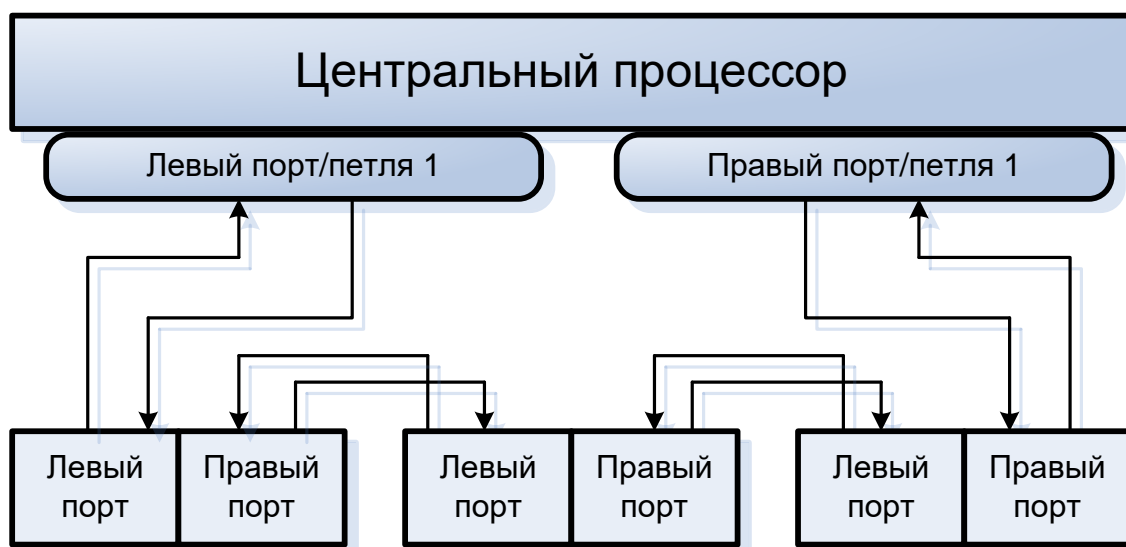 Центральный процессор
Левый порт/петля 1
Правый порт/петля 1
Левый
порт
Правый
порт
Левый
порт
Правый
порт
Левый
порт
Правый
порт